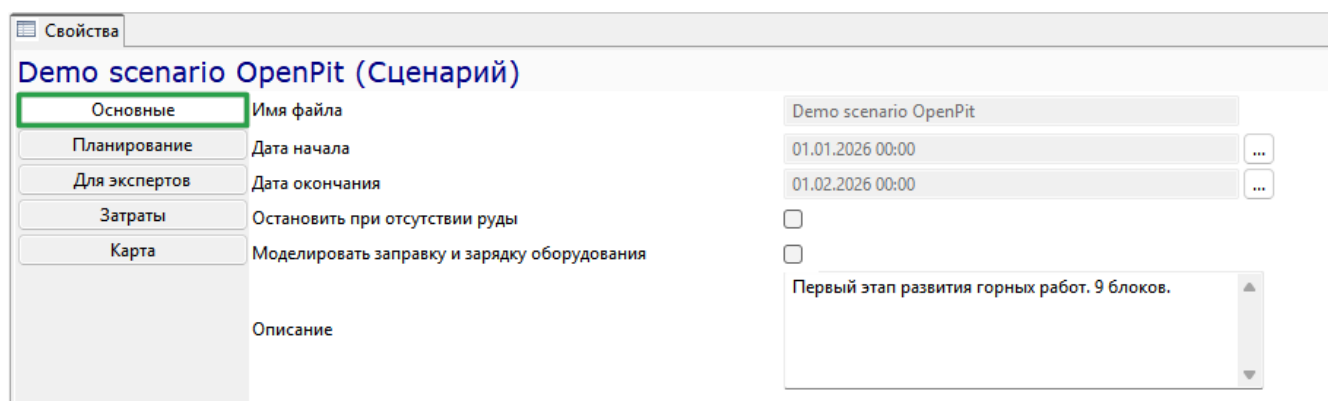 Свойства
Demo scenario OpenPit (Сценарий)
Основные
Имя файла
Demo scenario OpenPit
Планирование
Дата начала
01.01.2026 00:00
...
Для экспертов
Дата окончания
01.02.2026 00:00
...
Затраты
Остановить при отсутствии руды
Карта
Моделировать заправку и зарядку оборудования
Описание
Первый этап развития горных работ. 9 блоков.